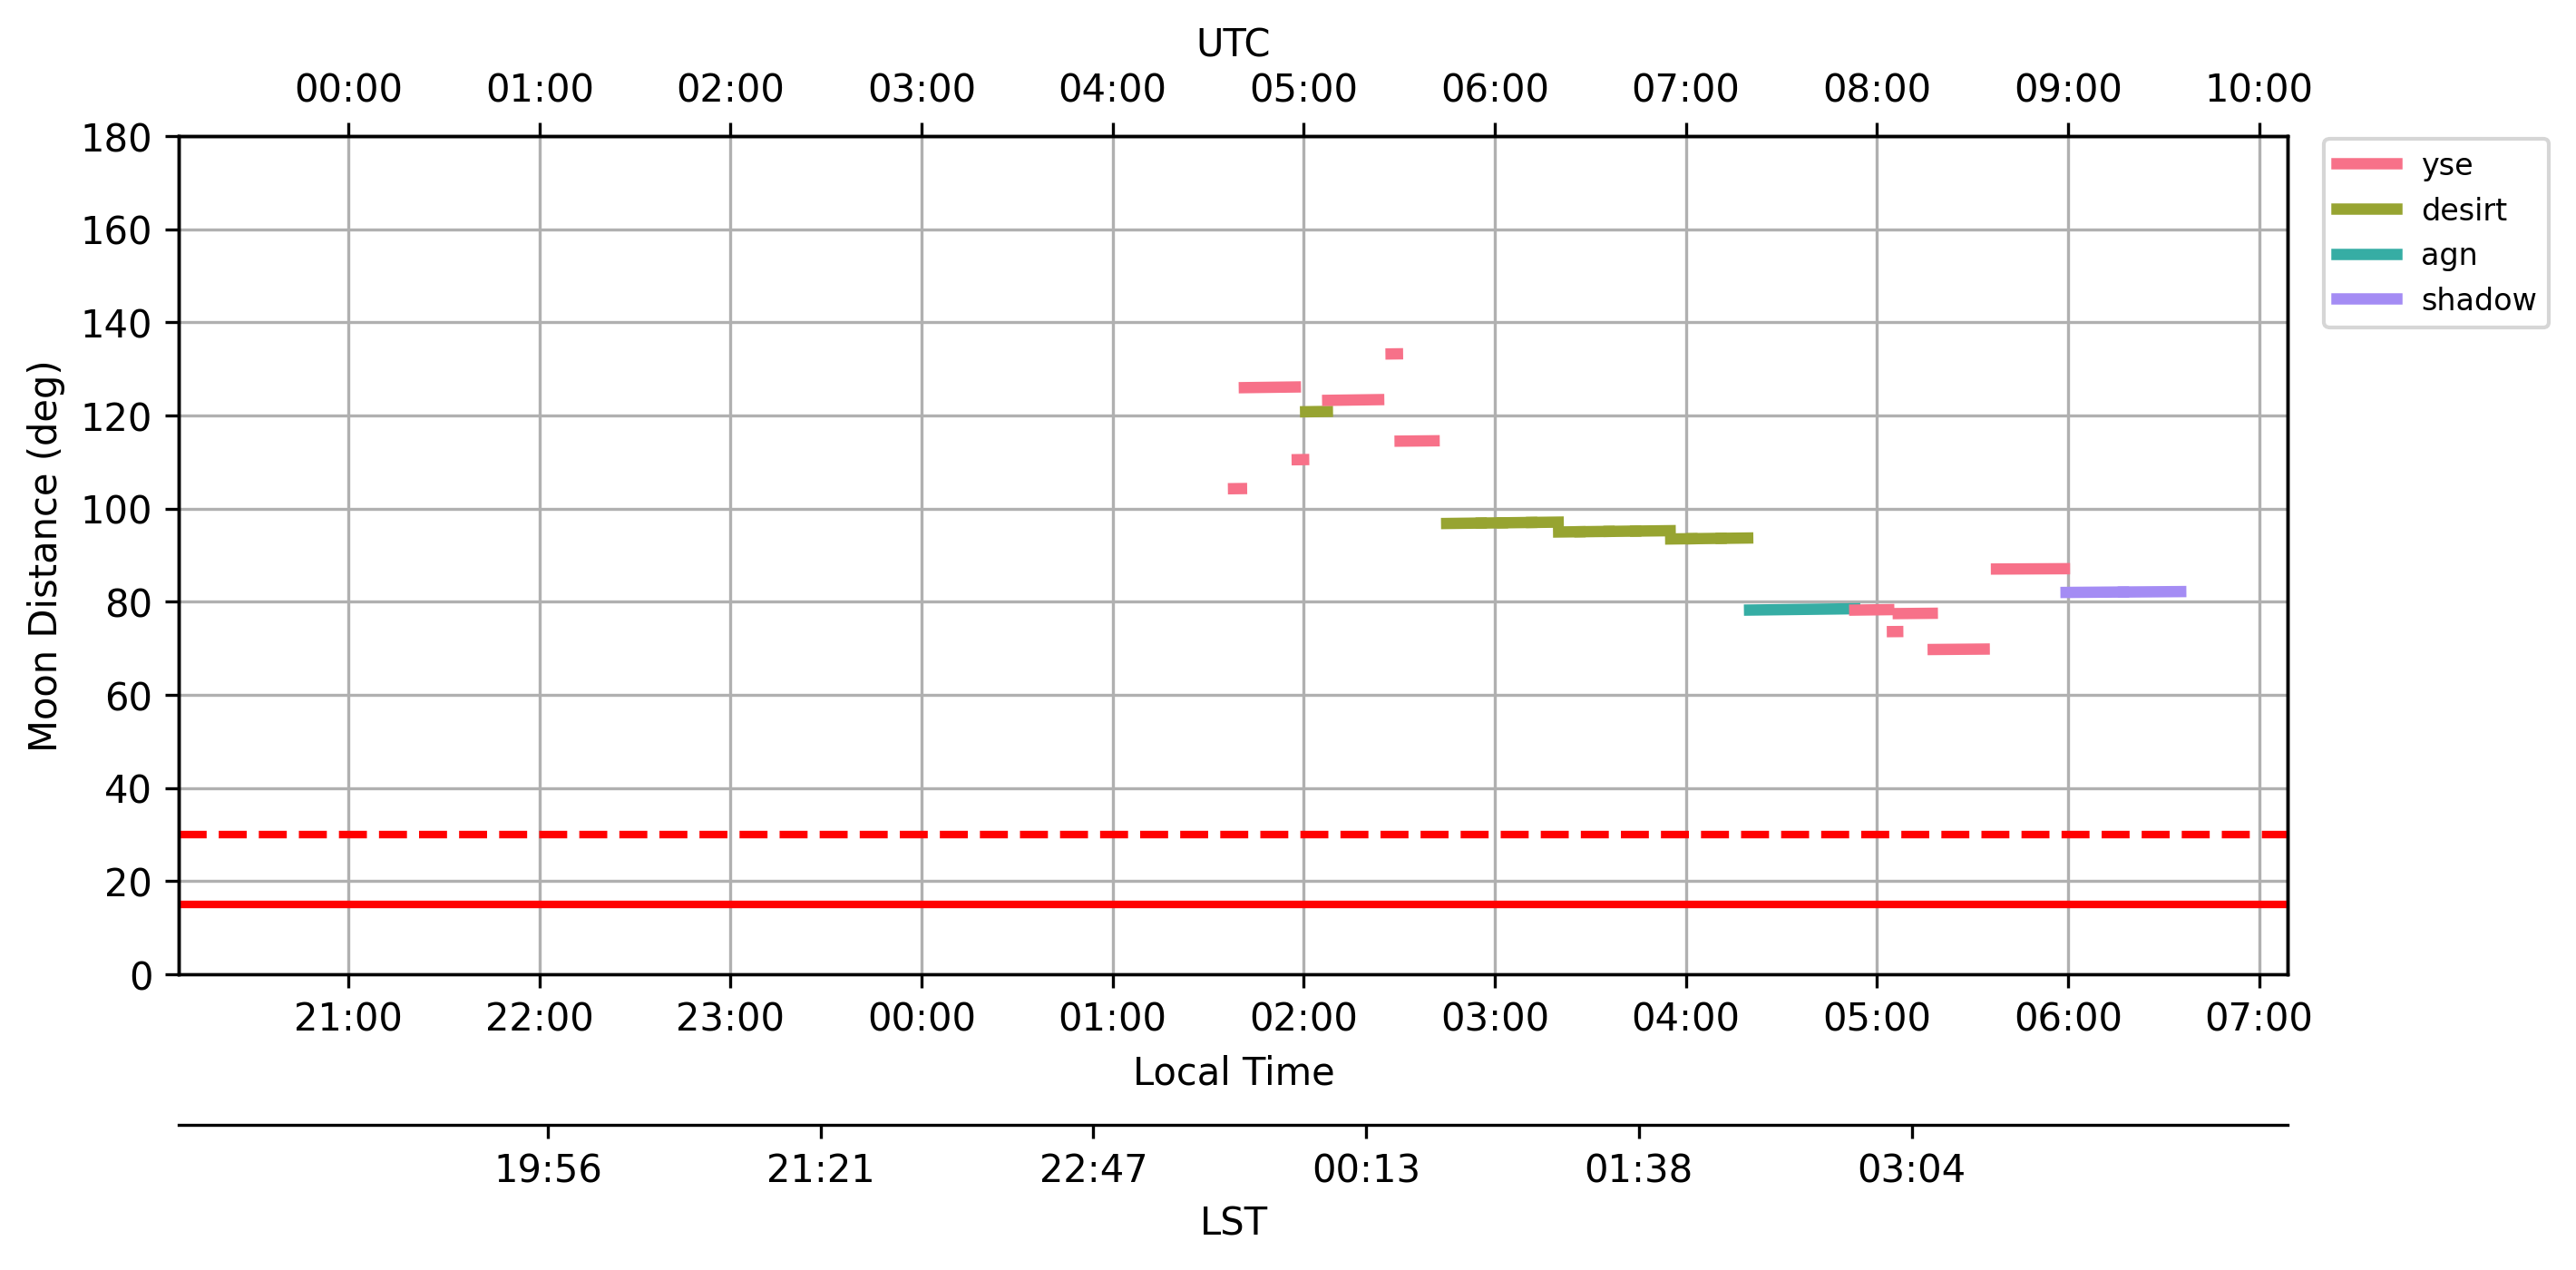 UTC
00:00 01:00 02:00 03:00 04:00 05:00 06:00 07:00 08:00 09:00 10:00
180
160
140
120
100
80
60
40
20
0
Moon Distance (deg)
yse
desirt
agn
shadow
21:00 22:00 23:00 00:00 01:00 02:00 03:00 04:00 05:00 06:00 07:00
Local Time
19:56 21:21 22:47 00:13 01:38 03:04
LST